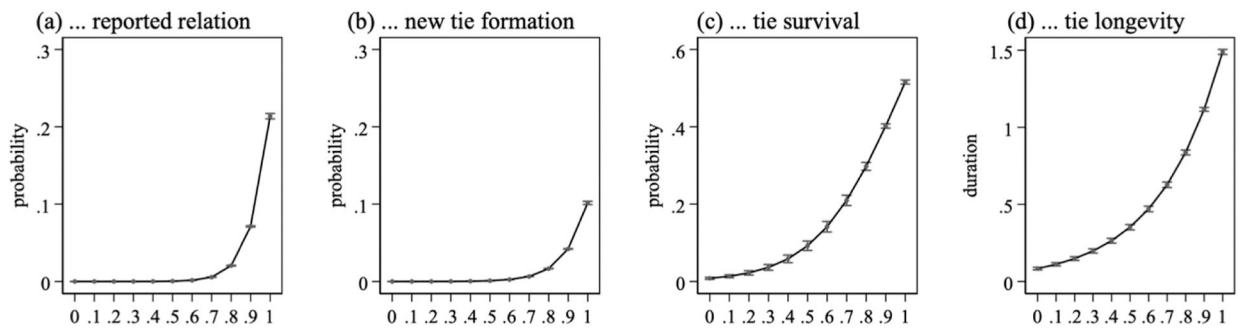 (a) ... reported relation
.3
.2
.1
0
probability
0 .1 .2 .3 .4 .5 .6 .7 .8 .9 1
(b) ... new tie formation
.3
.2
.1
0
probability
0 .1 .2 .3 .4 .5 .6 .7 .8 .9 1
(c) ... tie survival
.6
.4
.2
0
probability
0 .1 .2 .3 .4 .5 .6 .7 .8 .9 1
(d) ... tie longevity
1.5
1
.5
0
duration
0 .1 .2 .3 .4 .5 .6 .7 .8 .9 1